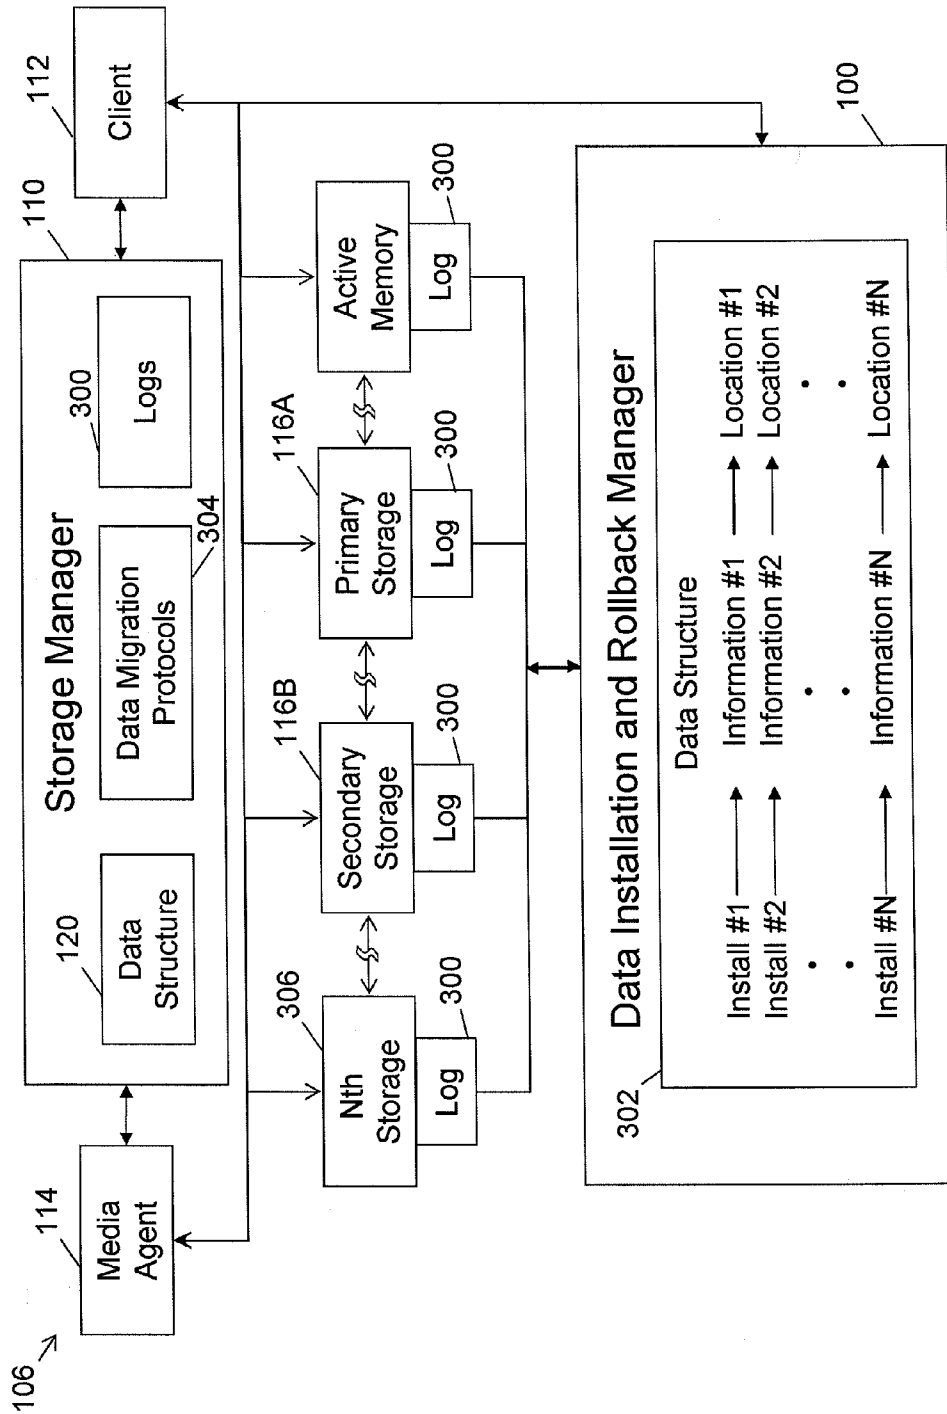 106
114
Media
Agent
110
Storage Manager
120
Data
Structure
Data Migration
Protocols
304
300
Logs
112
Client
306
Nth
Storage
300
Log
116B
Secondary
Storage
300
Log
116A
Primary
Storage
300
Log
Active
Memory
300
Log
100
Data Installation and Rollback Manager
302
Data Structure
Install #1 Information #1 Location #1
Install #2 Information #2 Location #2
Install #N Information #N Location #N